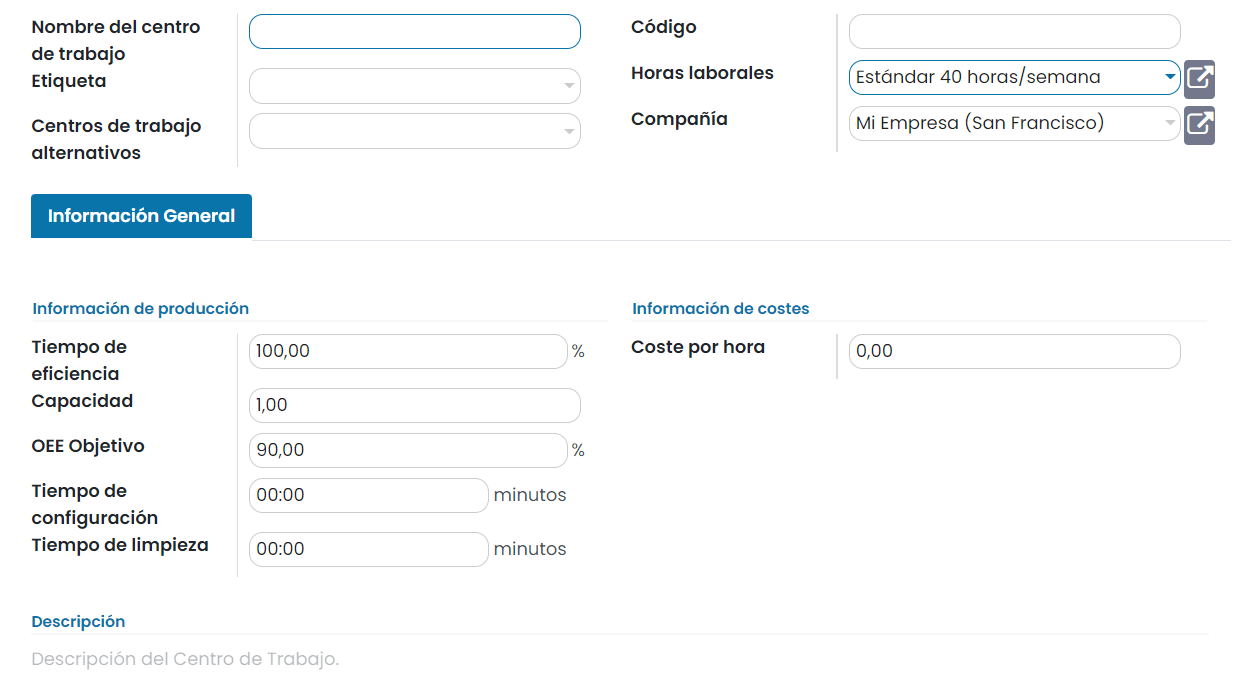 Nombre del centro
de trabajo
Etiqueta
Centros de trabajo
alternativos
Código
Horas laborales
Estándar 40 horas/semana
Compañía
Mi Empresa (San Francisco)
Información General
Información de producción
Tiempo de
eficiencia
100,00 %
Capacidad
1,00
OEE Objetivo
90,00 %
Tiempo de
configuración
00:00 minutos
Tiempo de limpieza
00:00 minutos
Información de costes
Coste por hora
0,00
Descripción
Descripción del Centro de Trabajo.